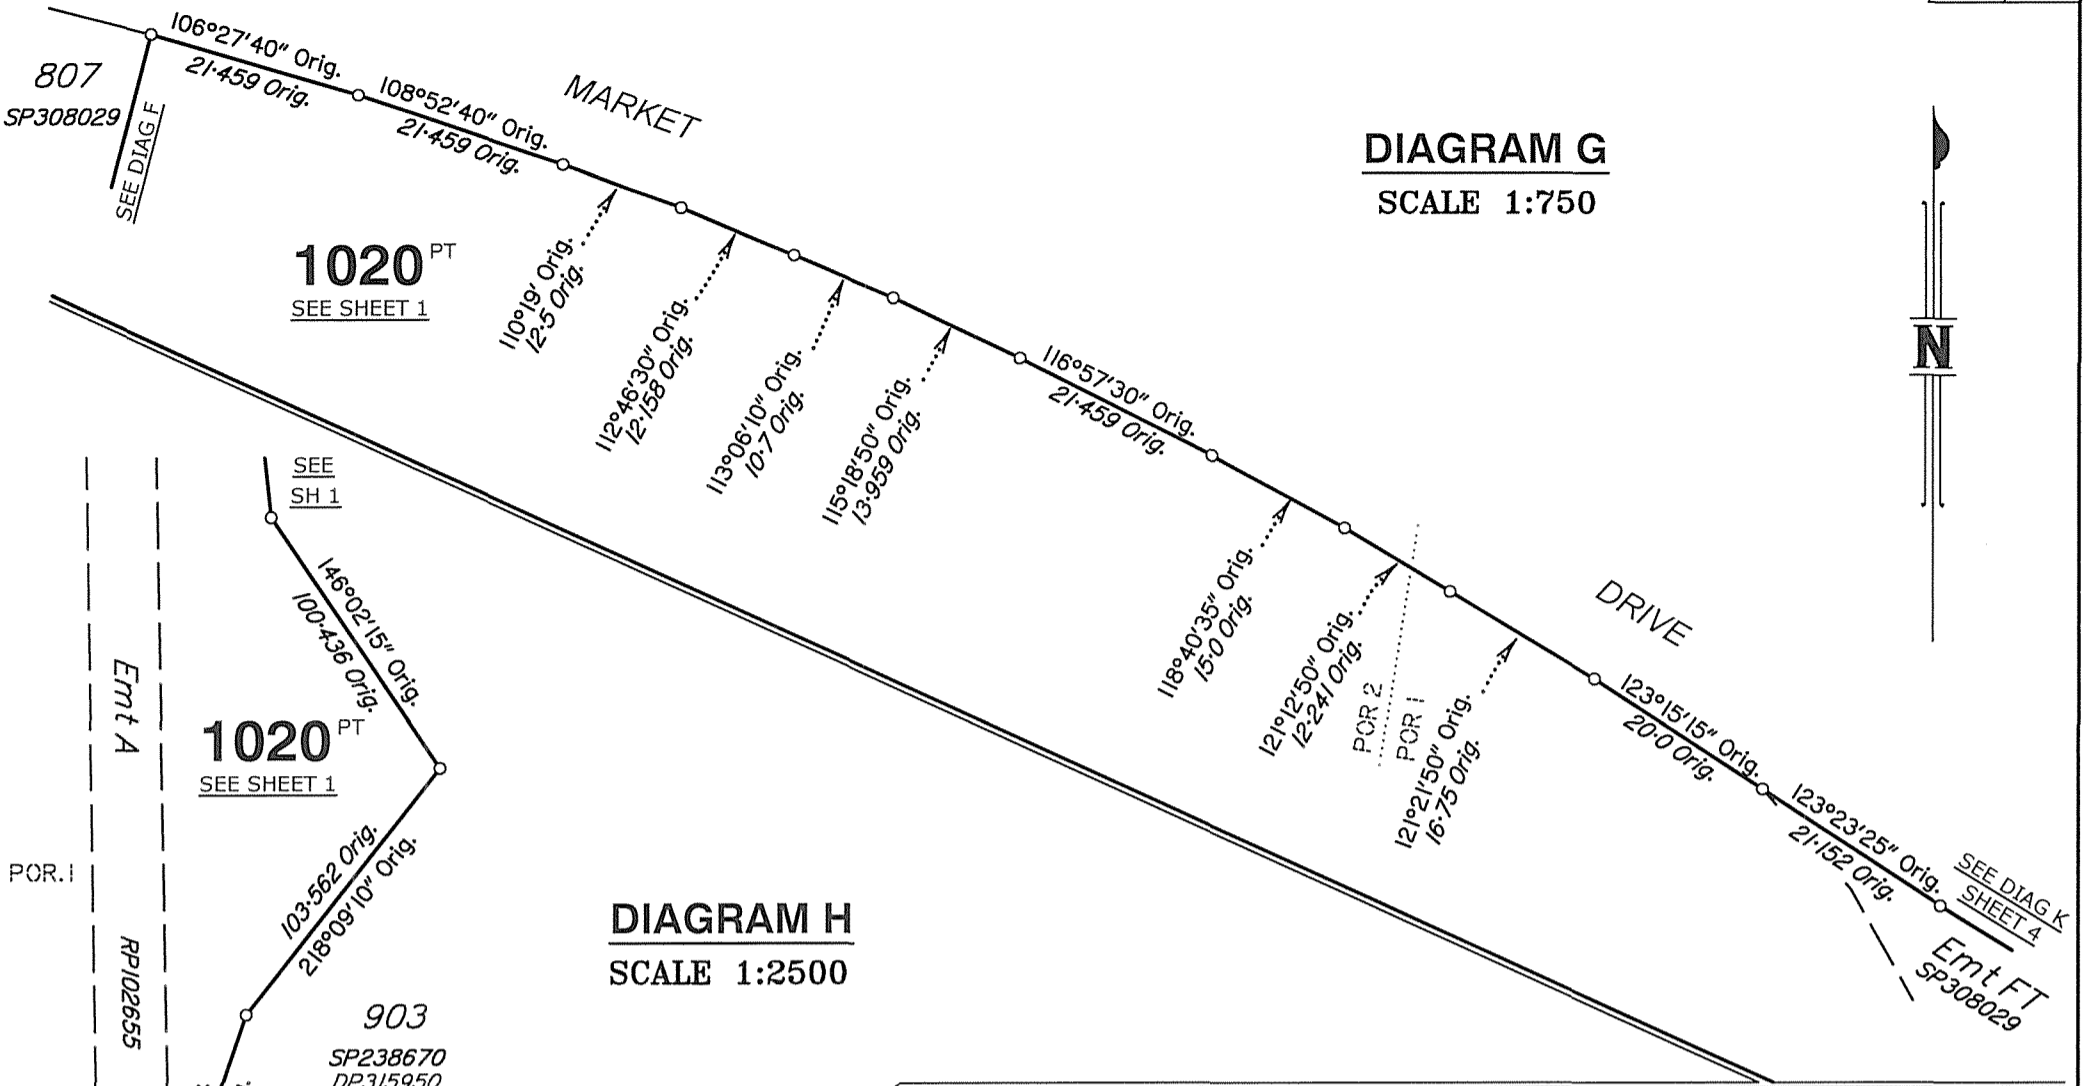 106°27'40" Orig.
21·459 Orig.
807
SP308029
SEE DIAG F
108°52'40" Orig.
21·459 Orig.
MARKET
DIAGRAM G
SCALE 1:750
1020 PT
SEE SHEET 1
110°19' Orig.
12·5 Orig.
112°46'30" Orig.
12·158 Orig.
113°06'10" Orig.
10·7 Orig.
115°18'50" Orig.
13·959 Orig.
116°57'30" Orig.
21·459 Orig.
N
118°40'35" Orig.
15·0 Orig.
121°12'50" Orig.
12·241 Orig.
POR 2
POR 1
121°21'50" Orig.
16·75 Orig.
DRIVE
123°15'15" Orig.
20·0 Orig.
123°23'25" Orig.
21·152 Orig.
SEE DIAG K
SHEET 4
Emt FT
SP308029
SEE
SH 1
146°02'15" Orig.
100·436 Orig.
Emt A
1020 PT
SEE SHEET 1
103·562 Orig.
218°09'10" Orig.
POR.1
RP102655
DIAGRAM H
SCALE 1:2500
903
SP238670
DP315950